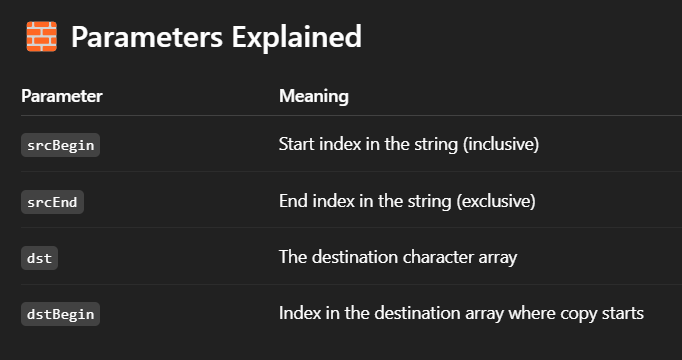 🧱 Parameters Explained
Parameter Meaning
srcBegin Start index in the string (inclusive)
srcEnd End index in the string (exclusive)
dst The destination character array
dstBegin Index in the destination array where copy starts